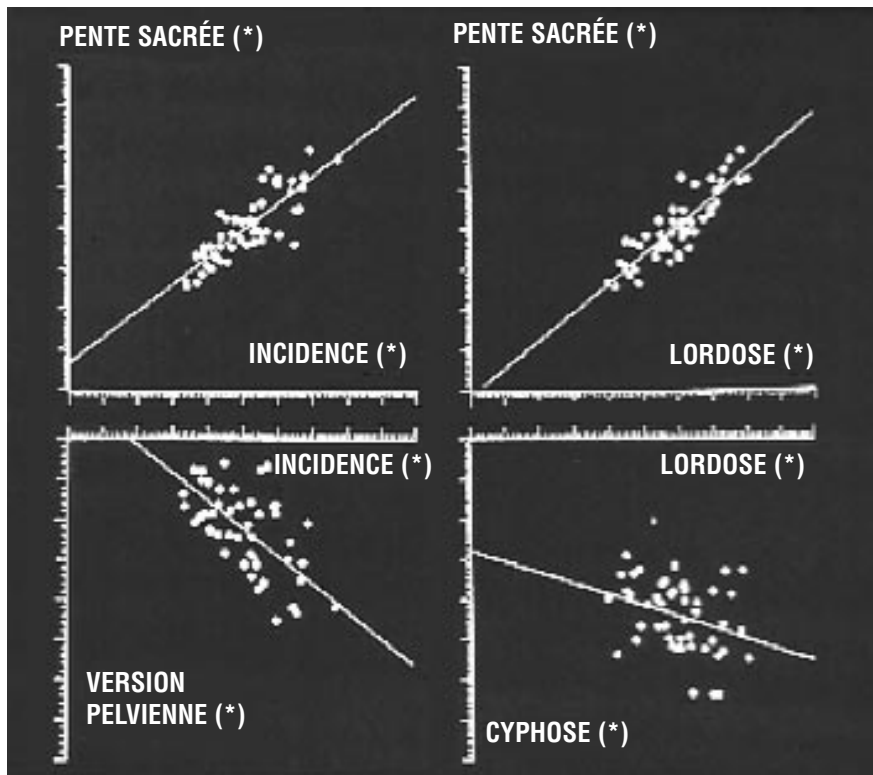 PENTE SACRÉE (*)
PENTE SACRÉE (*)
INCIDENCE (*)
LORDOSE (*)
INCIDENCE (*)
LORDOSE (*)
VERSION
PELVIENNE (*)
CYPHOSE (*)